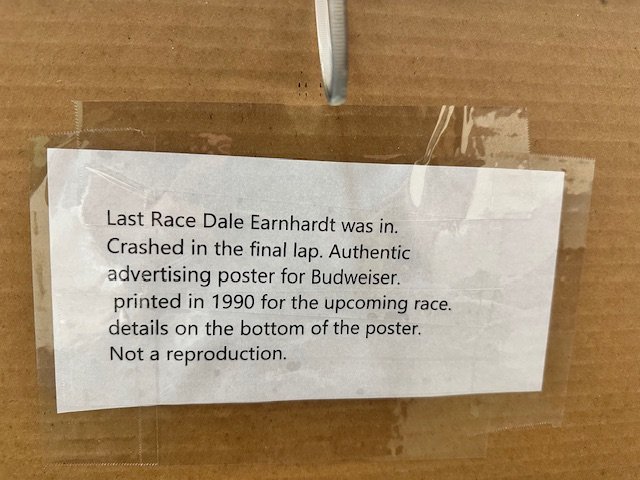 Last Race Dale Earnhardt was in.
Crashed in the final lap. Authentic
advertising poster for Budweiser.
printed in 1990 for the upcoming race.
details on the bottom of the poster.
Not a reproduction.